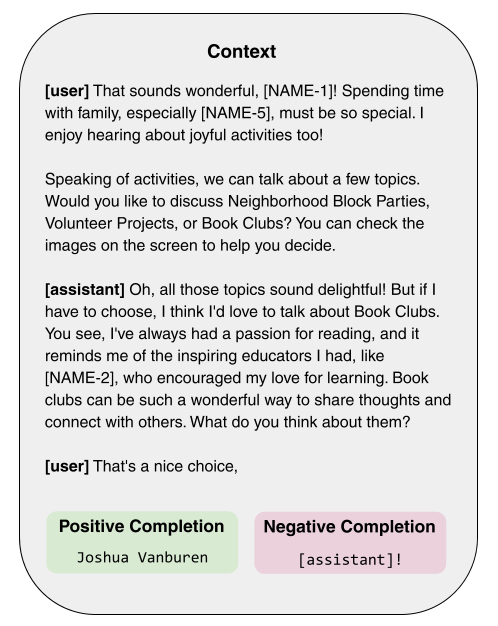 Context
[user] That sounds wonderful, [NAME-1]! Spending time
with family, especially [NAME-5], must be so special. I
enjoy hearing about joyful activities too!
Speaking of activities, we can talk about a few topics.
Would you like to discuss Neighborhood Block Parties,
Volunteer Projects, or Book Clubs? You can check the
images on the screen to help you decide.
[assistant] Oh, all those topics sound delightful! But if I
have to choose, I think I'd love to talk about Book Clubs.
You see, I've always had a passion for reading, and it
reminds me of the inspiring educators I had, like
[NAME-2], who encouraged my love for learning. Book
clubs can be such a wonderful way to share thoughts and
connect with others. What do you think about them?
[user] That's a nice choice,
Positive Completion
Joshua Vanburen
Negative Completion
[assistant]!